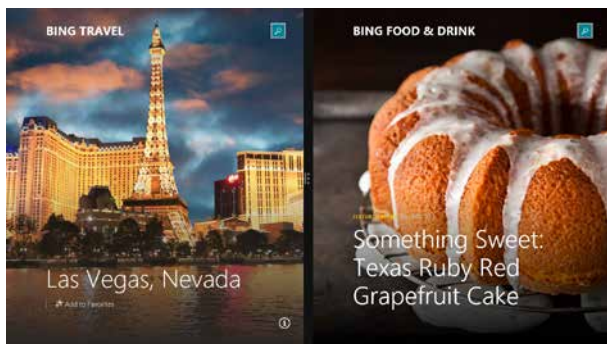 BING TRAVEL
Las Vegas, Nevada
Add to Favorites
BING FOOD & DRINK
Something Sweet:
Texas Ruby Red
Grapefruit Cake